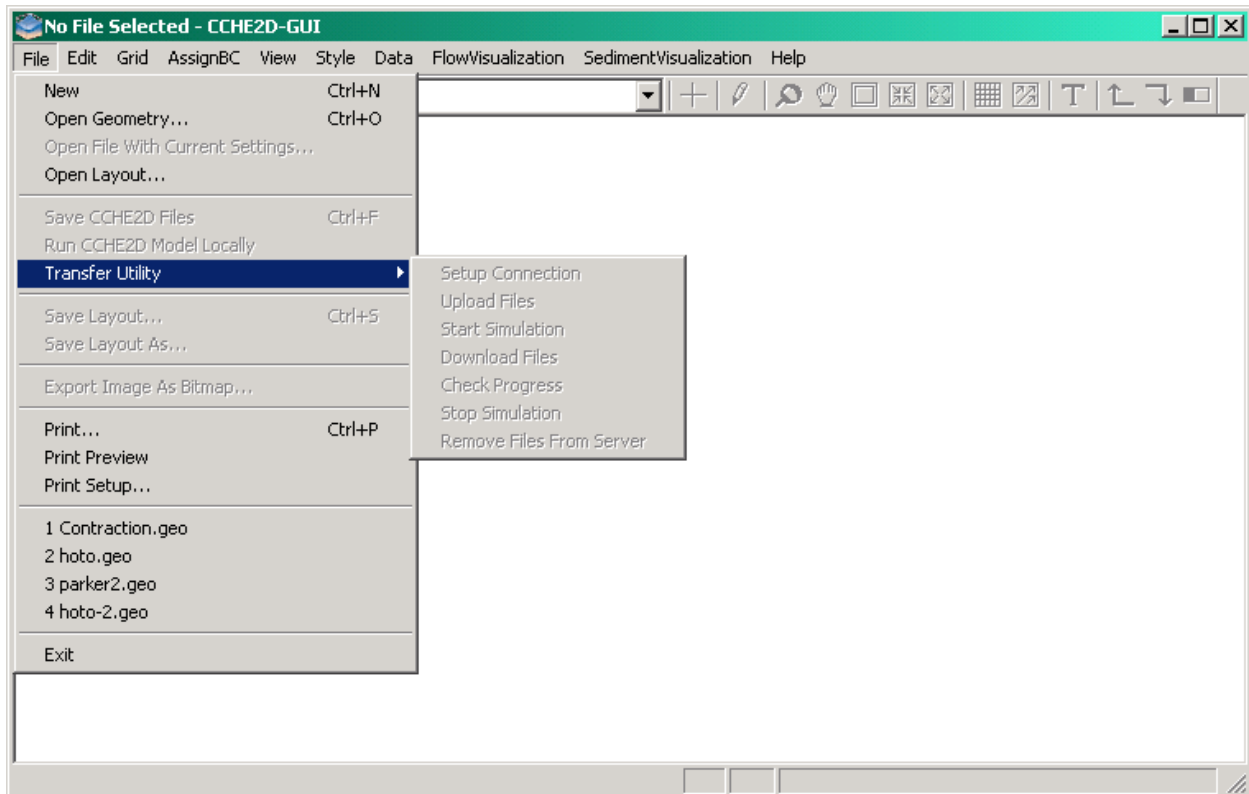 No File Selected - CCHE2D-GUI
File Edit Grid AssignBC View Style Data FlowVisualization SedimentVisualization Help
New Ctrl+N
Open Geometry... Ctrl+O
Open File With Current Settings...
Open Layout...
Save CCHE2D Files Ctrl+F
Run CCHE2D Model Locally
Transfer Utility
Setup Connection
Upload Files
Start Simulation
Download Files
Check Progress
Stop Simulation
Remove Files From Server
Save Layout... Ctrl+S
Save Layout As...
Export Image As Bitmap...
Print... Ctrl+P
Print Preview
Print Setup...
1 Contraction.geo
2 hoto.geo
3 parker2.geo
4 hoto-2.geo
Exit
T